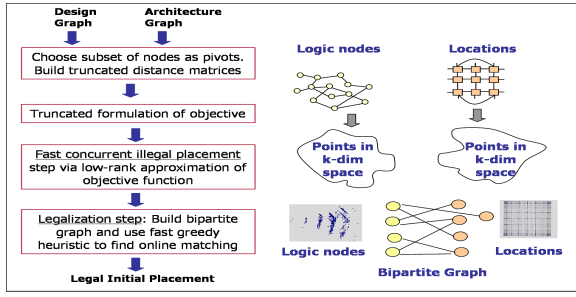 Design
Graph
Architecture
Graph
Choose subset of nodes as pivots.
Build truncated distance matrices
Truncated formulation of objective
Fast concurrent illegal placement
step via low-rank approximation of
objective function
Legalization step: Build bipartite
graph and use fast greedy
heuristic to find online matching
Legal Initial Placement
Logic nodes
Locations
Points in
k-dim
space
Points in
k-dim
space
Logic nodes
Locations
Bipartite Graph